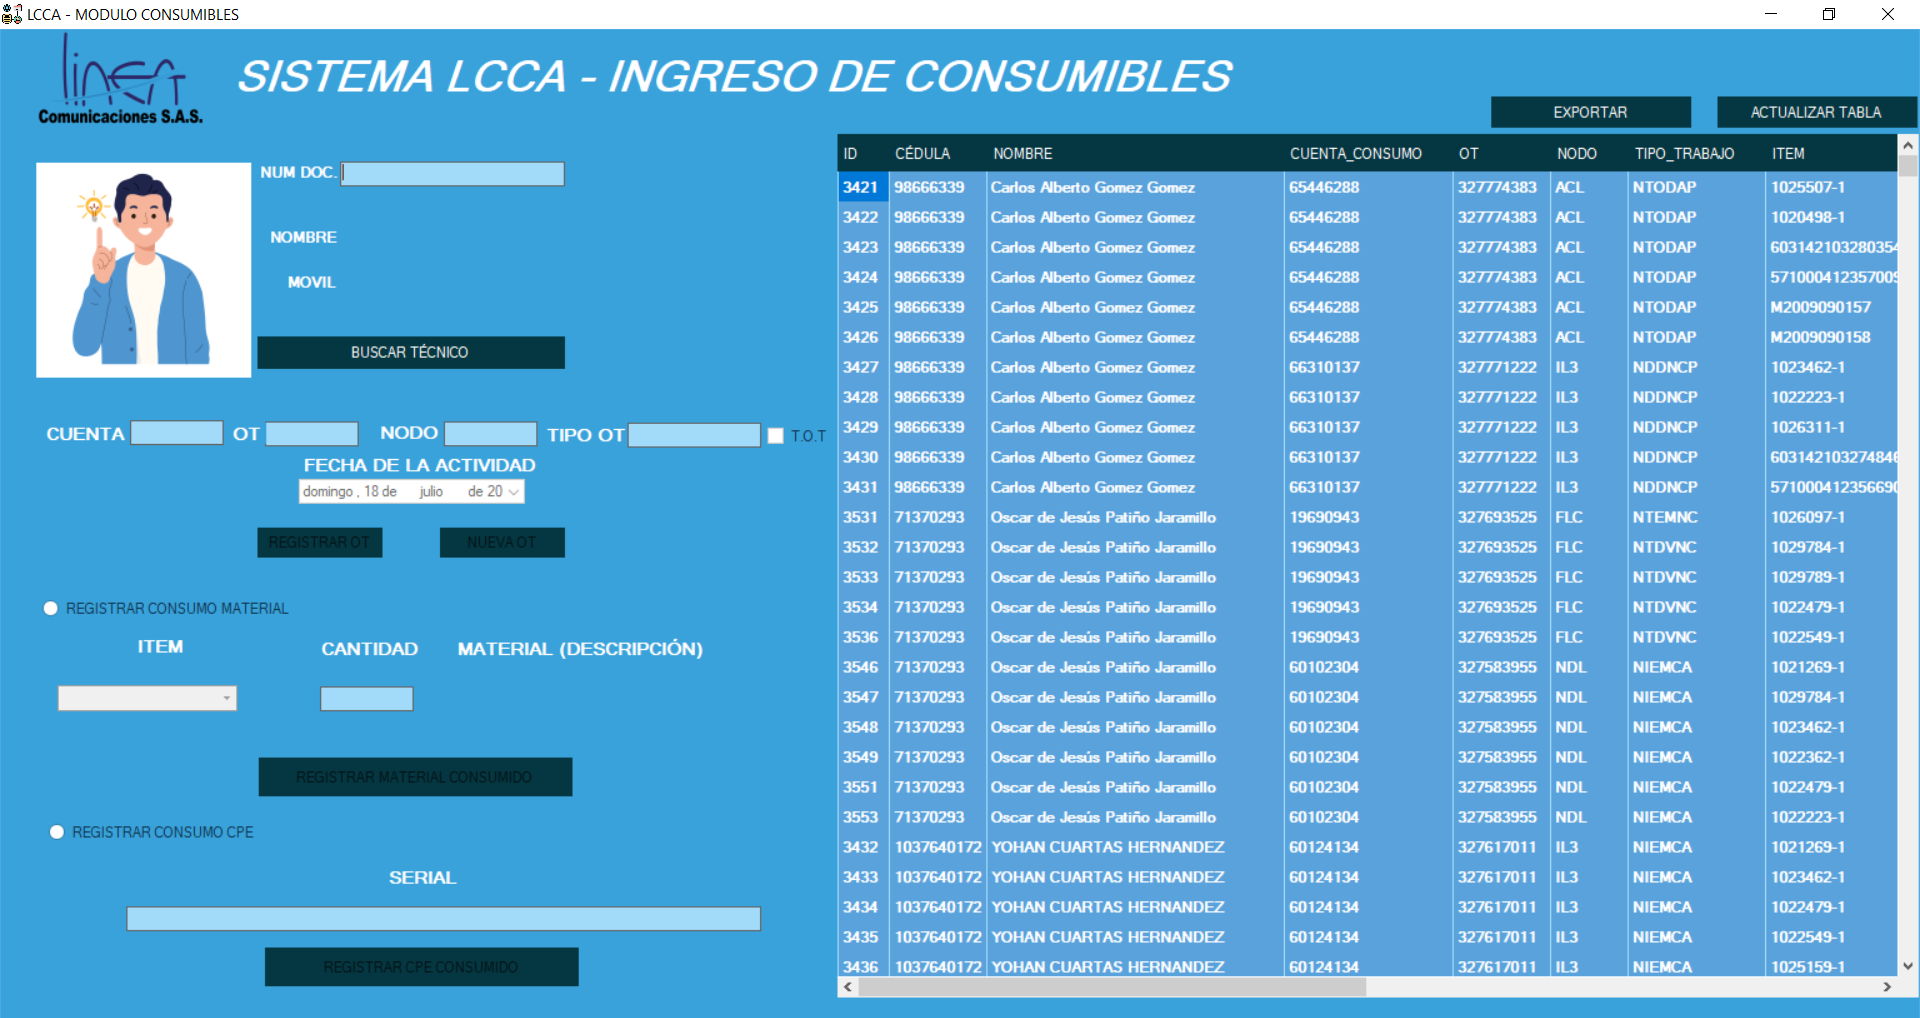 LCCA - MODULO CONSUMIBLES
Linea
Comunicaciones S.A.S.
SISTEMA LCCA - INGRESO DE CONSUMIBLES
EXPORTAR
ACTUALIZAR TABLA
NUM DOC.
NOMBRE
MOVIL
BUSCAR TÉCNICO
CUENTA OT NODO TIPO OT T.O.T
FECHA DE LA ACTIVIDAD
domingo , 18 de julio de 20
REGISTRAR OT
NUEVA OT
REGISTRAR CONSUMO MATERIAL
ITEM CANTIDAD MATERIAL (DESCRIPCIÓN)
REGISTRAR MATERIAL CONSUMIDO
REGISTRAR CONSUMO CPE
SERIAL
REGISTRAR CPE CONSUMIDO
ID CÉDULA NOMBRE CUENTA_CONSUMO OT NODO TIPO_TRABAJO ITEM
3421 98666339 Carlos Alberto Gomez Gomez 65446288 327774383 ACL NTODAP 1025507-1
3422 98666339 Carlos Alberto Gomez Gomez 65446288 327774383 ACL NTODAP 1020498-1
3423 98666339 Carlos Alberto Gomez Gomez 65446288 327774383 ACL NTODAP 603142103280354
3424 98666339 Carlos Alberto Gomez Gomez 65446288 327774383 ACL NTODAP 571000412357009
3425 98666339 Carlos Alberto Gomez Gomez 65446288 327774383 ACL NTODAP M2009090157
3426 98666339 Carlos Alberto Gomez Gomez 65446288 327774383 ACL NTODAP M2009090158
3427 98666339 Carlos Alberto Gomez Gomez 66310137 327771222 IL3 NDDNCP 1023462-1
3428 98666339 Carlos Alberto Gomez Gomez 66310137 327771222 IL3 NDDNCP 1022223-1
3429 98666339 Carlos Alberto Gomez Gomez 66310137 327771222 IL3 NDDNCP 1026311-1
3430 98666339 Carlos Alberto Gomez Gomez 66310137 327771222 IL3 NDDNCP 603142103274846
3431 98666339 Carlos Alberto Gomez Gomez 66310137 327771222 IL3 NDDNCP 571000412356690
3531 71370293 Oscar de Jesús Patiño Jaramillo 19690943 327693525 FLC NTEMNC 1026097-1
3532 71370293 Oscar de Jesús Patiño Jaramillo 19690943 327693525 FLC NTDVNC 1029784-1
3533 71370293 Oscar de Jesús Patiño Jaramillo 19690943 327693525 FLC NTDVNC 1029789-1
3534 71370293 Oscar de Jesús Patiño Jaramillo 19690943 327693525 FLC NTDVNC 1022479-1
3536 71370293 Oscar de Jesús Patiño Jaramillo 19690943 327693525 FLC NTDVNC 1022549-1
3546 71370293 Oscar de Jesús Patiño Jaramillo 60102304 327583955 NDL NIEMCA 1021269-1
3547 71370293 Oscar de Jesús Patiño Jaramillo 60102304 327583955 NDL NIEMCA 1029784-1
3548 71370293 Oscar de Jesús Patiño Jaramillo 60102304 327583955 NDL NIEMCA 1023462-1
3549 71370293 Oscar de Jesús Patiño Jaramillo 60102304 327583955 NDL NIEMCA 1022362-1
3551 71370293 Oscar de Jesús Patiño Jaramillo 60102304 327583955 NDL NIEMCA 1022479-1
3553 71370293 Oscar de Jesús Patiño Jaramillo 60102304 327583955 NDL NIEMCA 1022223-1
3432 1037640172 YOHAN CUARTAS HERNANDEZ 60124134 327617011 IL3 NIEMCA 1021269-1
3433 1037640172 YOHAN CUARTAS HERNANDEZ 60124134 327617011 IL3 NIEMCA 1023462-1
3434 1037640172 YOHAN CUARTAS HERNANDEZ 60124134 327617011 IL3 NIEMCA 1022479-1
3435 1037640172 YOHAN CUARTAS HERNANDEZ 60124134 327617011 IL3 NIEMCA 1022549-1
3436 1037640172 YOHAN CUARTAS HERNANDEZ 60124134 327617011 IL3 NIEMCA 1025159-1